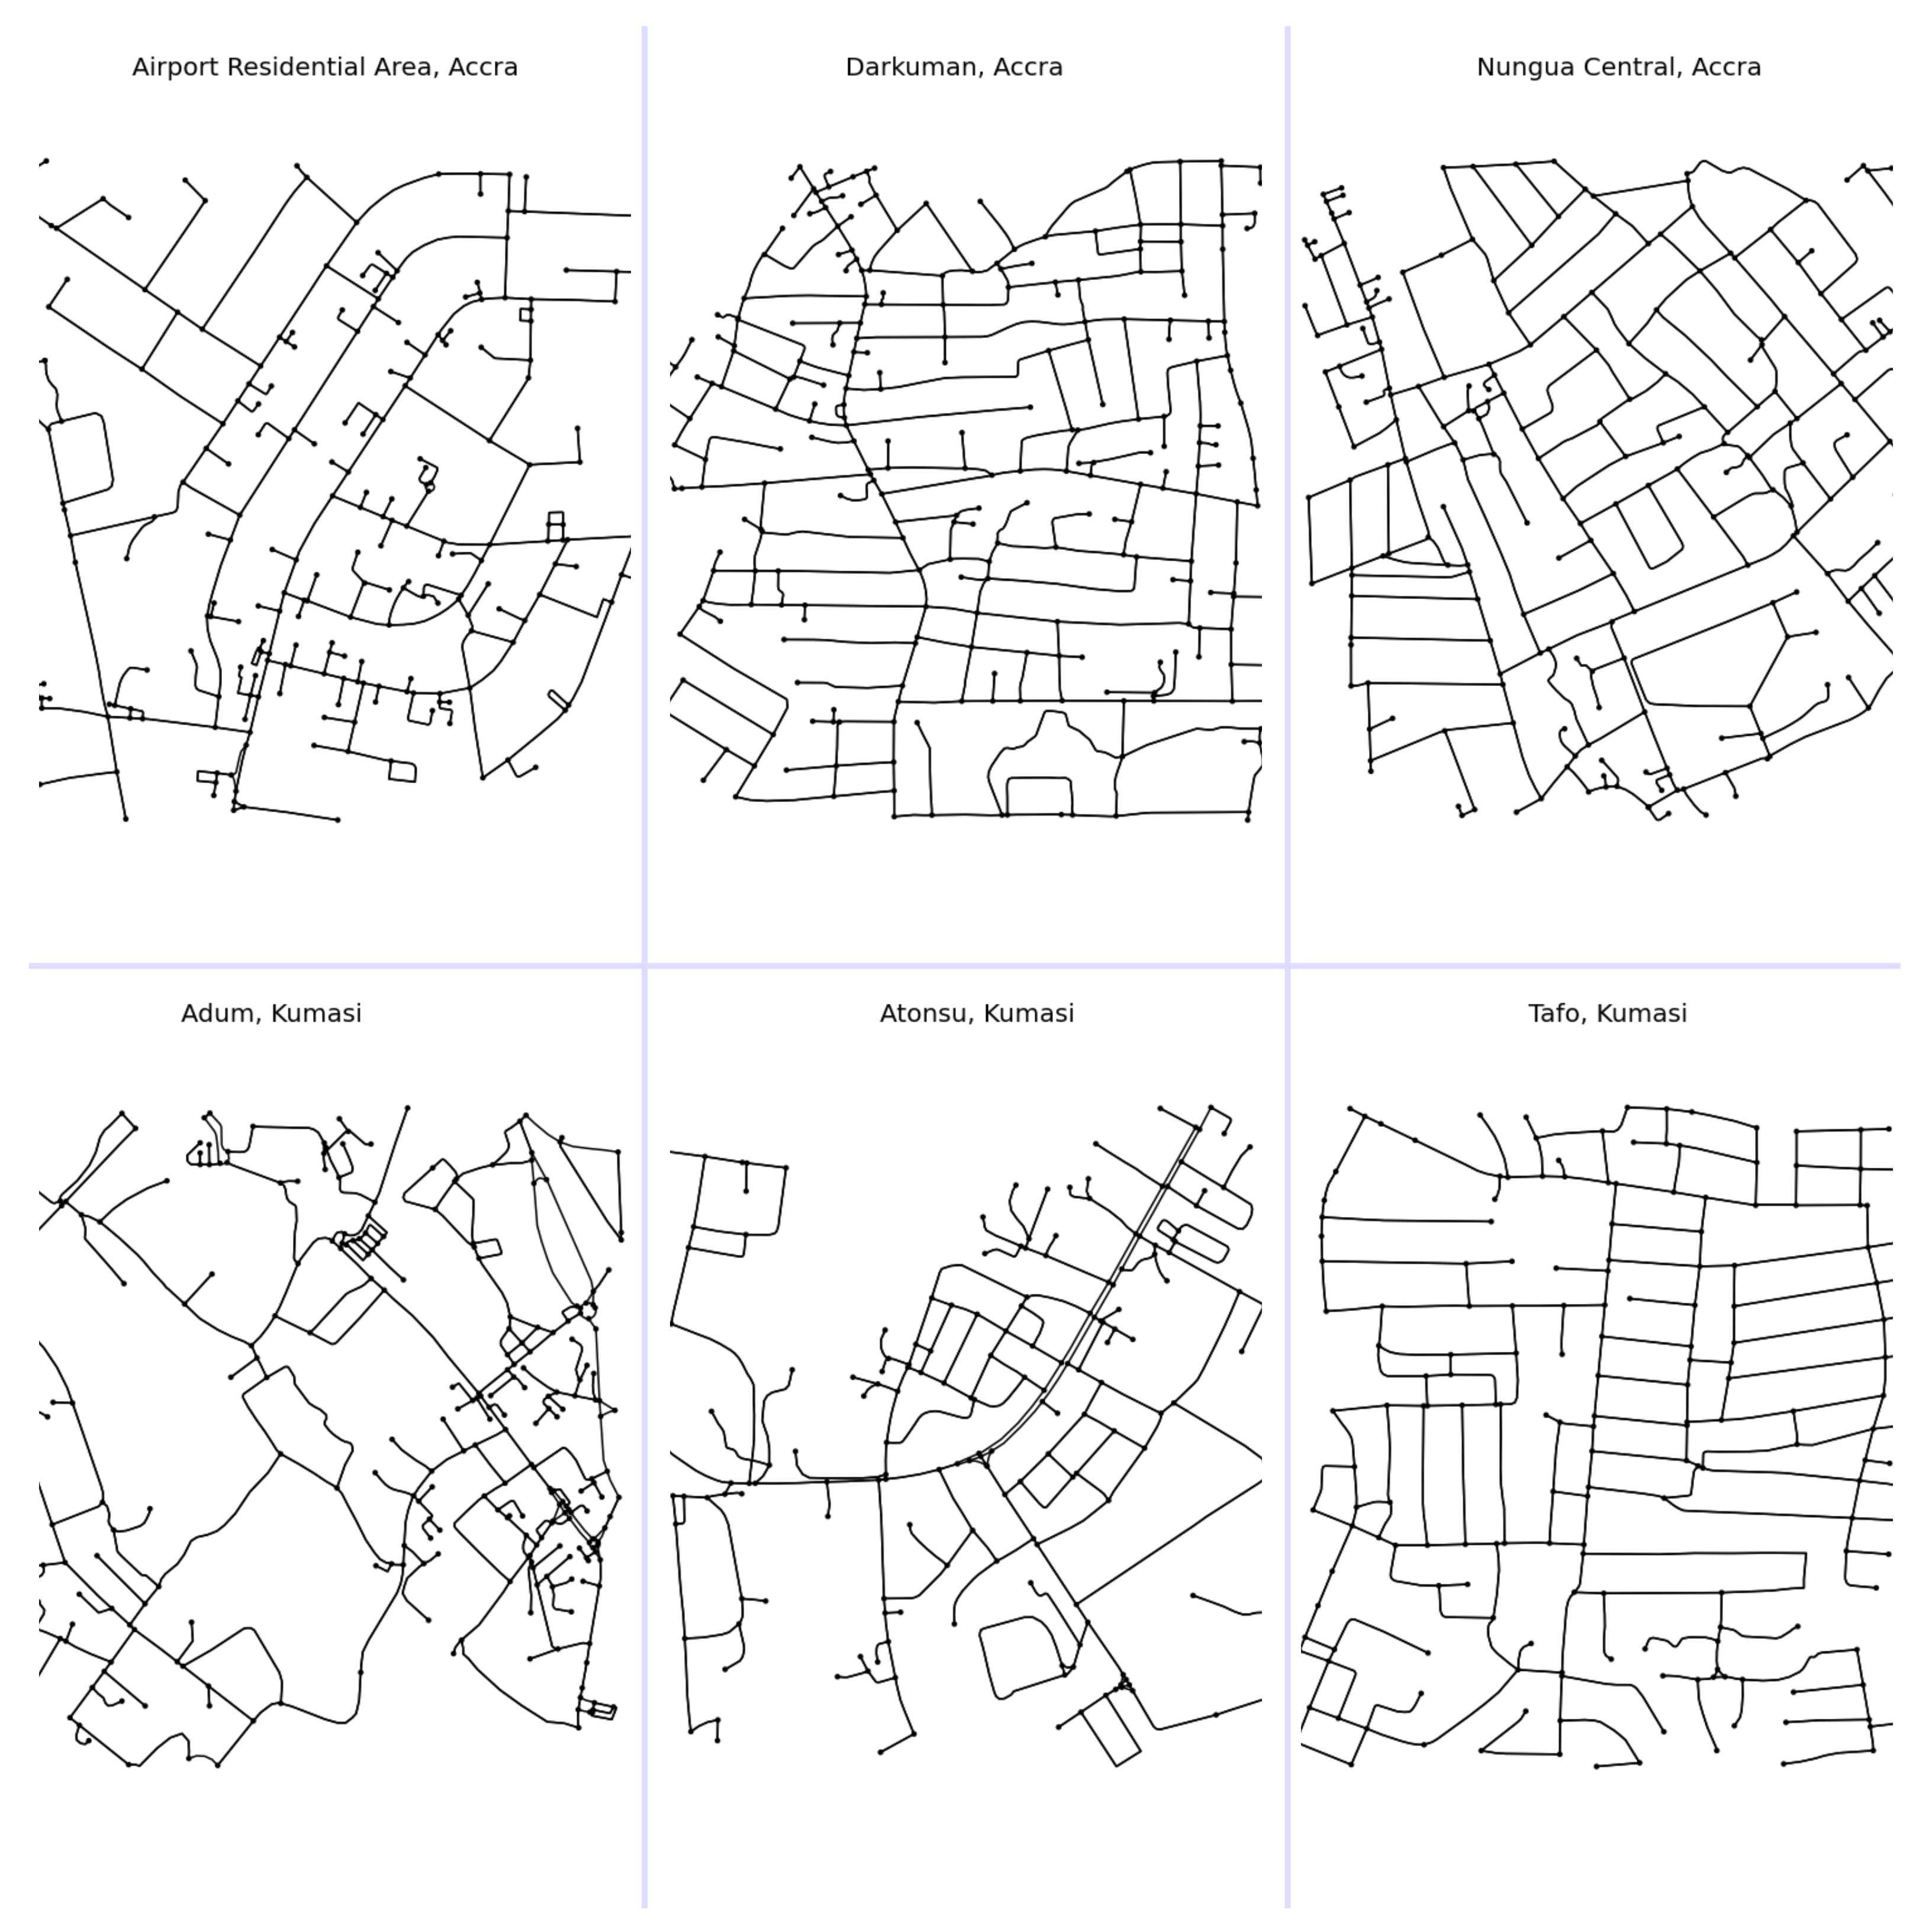 Airport Residential Area, Accra
Darkuman, Accra
Nungua Central, Accra
Adum, Kumasi
Atonsu, Kumasi
Tafo, Kumasi